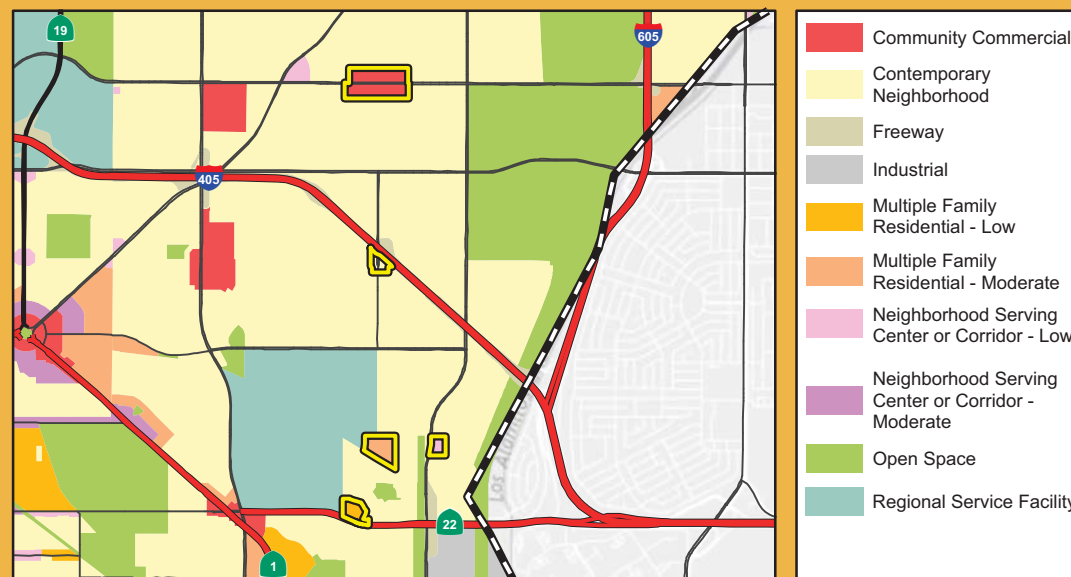 19
605
405
Los Alamitos
22
1
Community Commercial
Contemporary
Neighborhood
Freeway
Industrial
Multiple Family
Residential - Low
Multiple Family
Residential - Moderate
Neighborhood Serving
Center or Corridor - Low
Neighborhood Serving
Center or Corridor -
Moderate
Open Space
Regional Service Facility